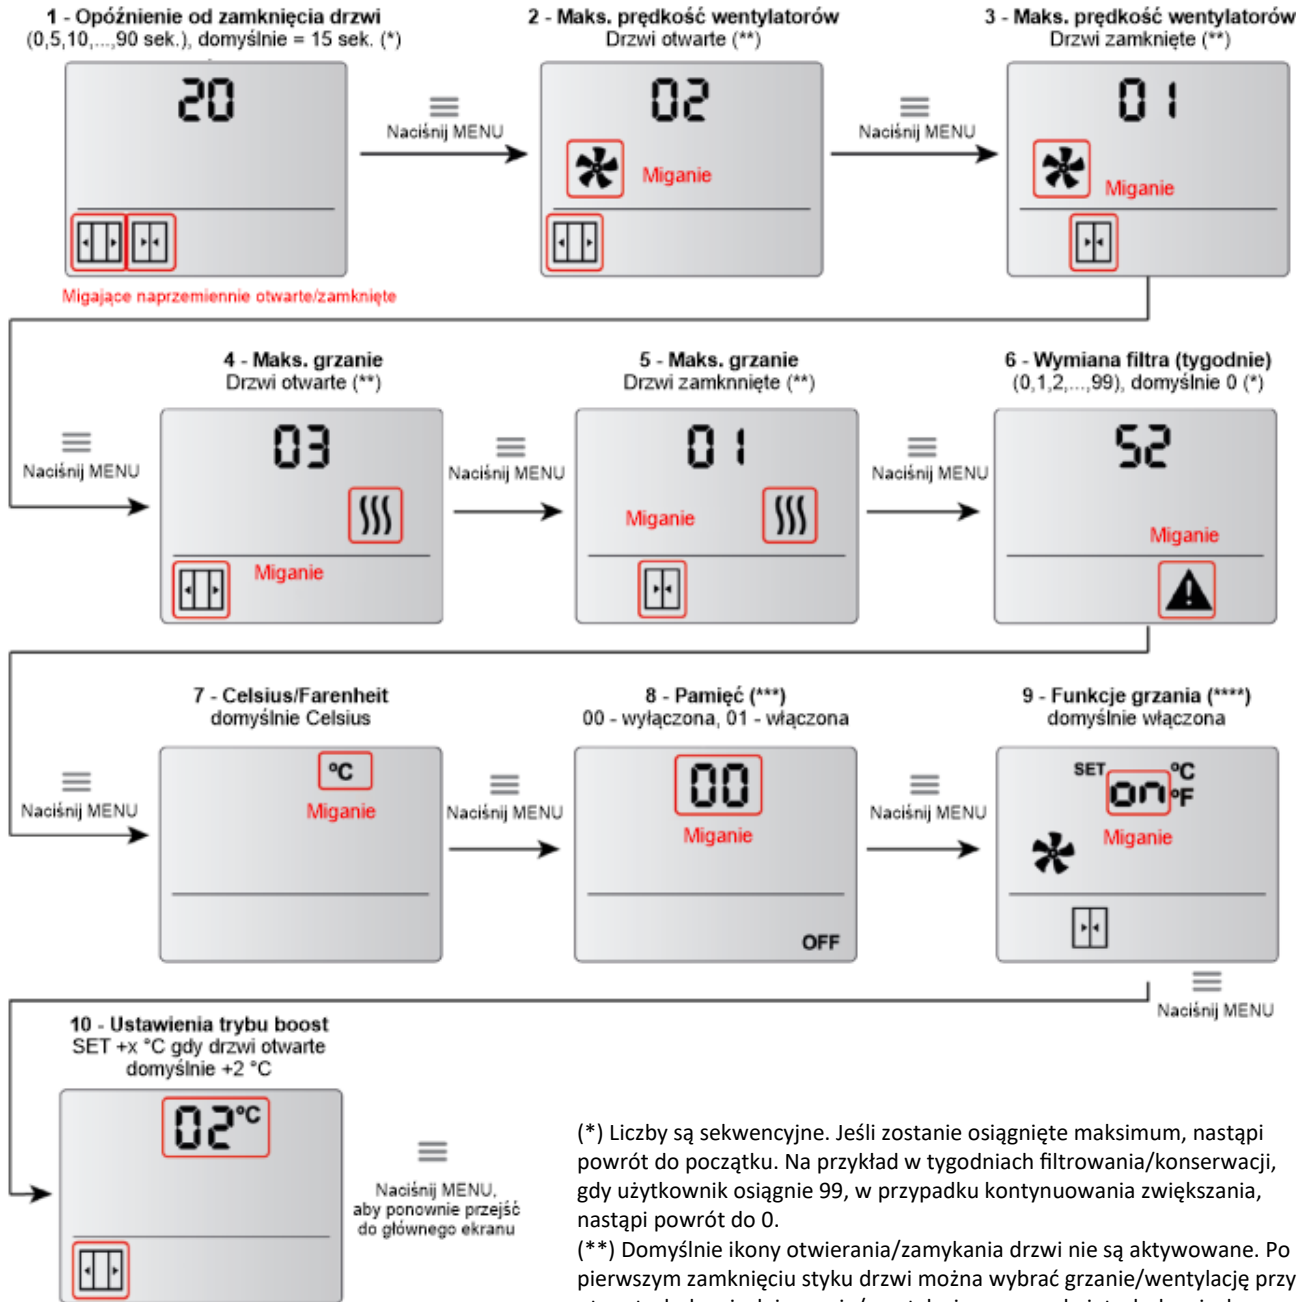 1 - Opóźnienie od zamknięcia drzwi
(0,5,10,...,90 sek.), domyślnie = 15 sek. (*)
20
Migające naprzemiennie otwarte/zamknięte
Naciśnij MENU
2 - Maks. prędkość wentylatorów
Drzwi otwarte (**)
02
Miganie
Naciśnij MENU
3 - Maks. prędkość wentylatorów
Drzwi zamknięte (**)
01
Miganie
Naciśnij MENU
4 - Maks. grzanie
Drzwi otwarte (**)
03
Miganie
Naciśnij MENU
5 - Maks. grzanie
Drzwi zamknnięte (**)
01
Miganie
Naciśnij MENU
6 - Wymiana filtra (tygodnie)
(0,1,2,...,99), domyślnie 0 (*)
52
Miganie
Naciśnij MENU
7 - Celsius/Farenheit
domyślnie Celsius
ºC
Miganie
Naciśnij MENU
8 - Pamięć (***)
00 - wyłączona, 01 - włączona
00
Miganie
OFF
Naciśnij MENU
9 - Funkcje grzania (****)
domyślnie włączona
SET on ºC
ºF
Miganie
Naciśnij MENU
10 - Ustawienia trybu boost
SET +x °C gdy drzwi otwarte
domyślnie +2 °C
02ºC
Naciśnij MENU,
aby ponownie przejść
do głównego ekranu
(*) Liczby są sekwencyjne. Jeśli zostanie osiągnięte maksimum, nastąpi
powrót do początku. Na przykład w tygodniach filtrowania/konserwacji,
gdy użytkownik osiągnie 99, w przypadku kontynuowania zwiększania,
nastąpi powrót do 0.
(**) Domyślnie ikony otwierania/zamykania drzwi nie są aktywowane. Po
pierwszym zamknięciu styku drzwi można wybrać grzanie/wentylację przy